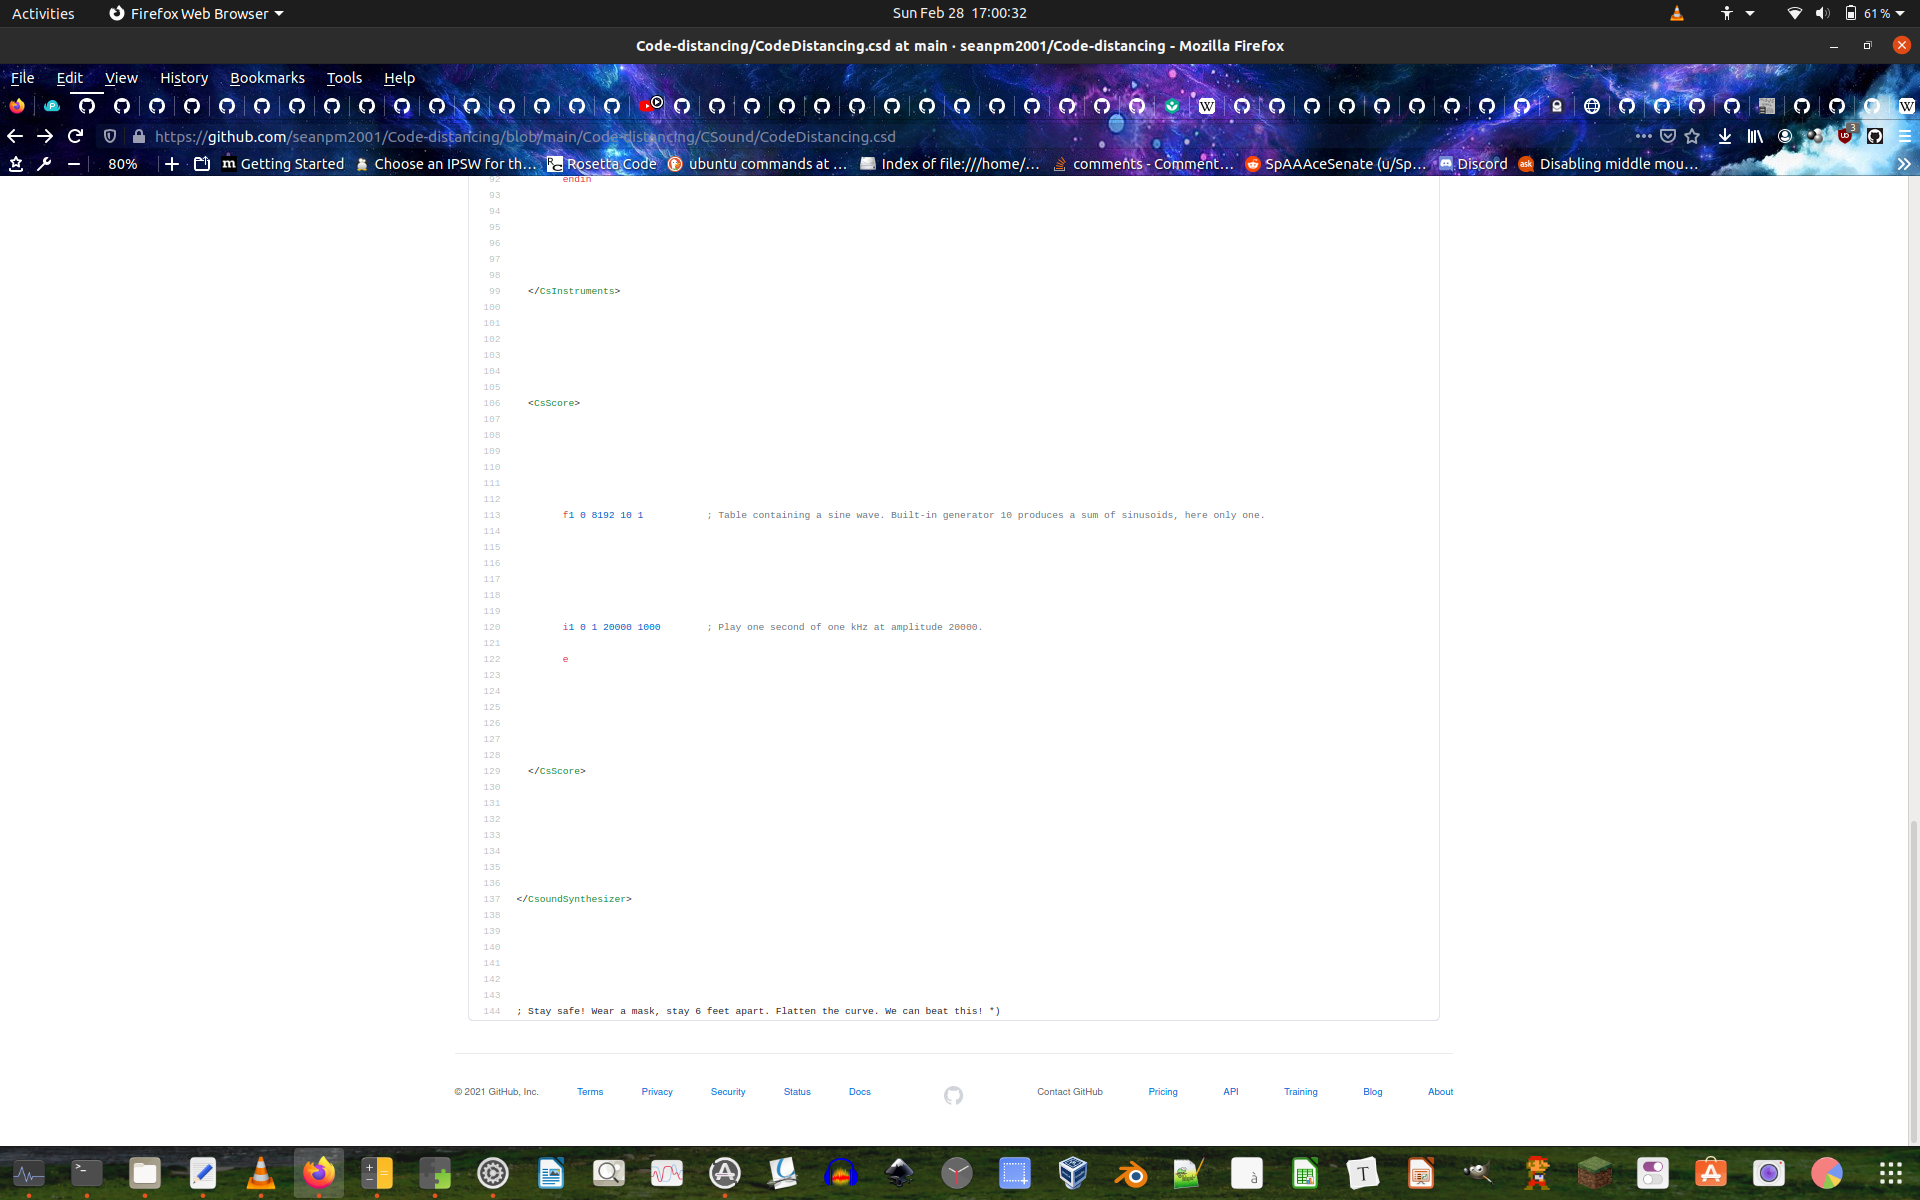 Activities Firefox Web Browser Sun Feb 28 17:00:32 61 %
Code-distancing/CodeDistancing.csd at main · seanpm2001/Code-distancing - Mozilla Firefox
File Edit View History Bookmarks Tools Help
https://github.com/seanpm2001/Code-distancing/blob/main/Code-distancing/CSound/CodeDistancing.csd 3
80% Getting Started Choose an IPSW for th… Rosetta Code ubuntu commands at … Index of file:///home/… comments - Comment… SpAAAceSenate (u/Sp… Discord Disabling middle mou…
92 endin
93
94
95
96
97
98
99 </CsInstruments>
100
101
102
103
104
105
106 <CsScore>
107
108
109
110
111
112
113 f1 0 8192 10 1 ; Table containing a sine wave. Built-in generator 10 produces a sum of sinusoids, here only one.
114
115
116
117
118
119
120 i1 0 1 20000 1000 ; Play one second of one kHz at amplitude 20000.
121
122 e
123
124
125
126
127
128
129 </CsScore>
130
131
132
133
134
135
136
137 </CsoundSynthesizer>
138
139
140
141
142
143
144 ; Stay safe! Wear a mask, stay 6 feet apart. Flatten the curve. We can beat this! *)
© 2021 GitHub, Inc. Terms Privacy Security Status Docs Contact GitHub Pricing API Training Blog About